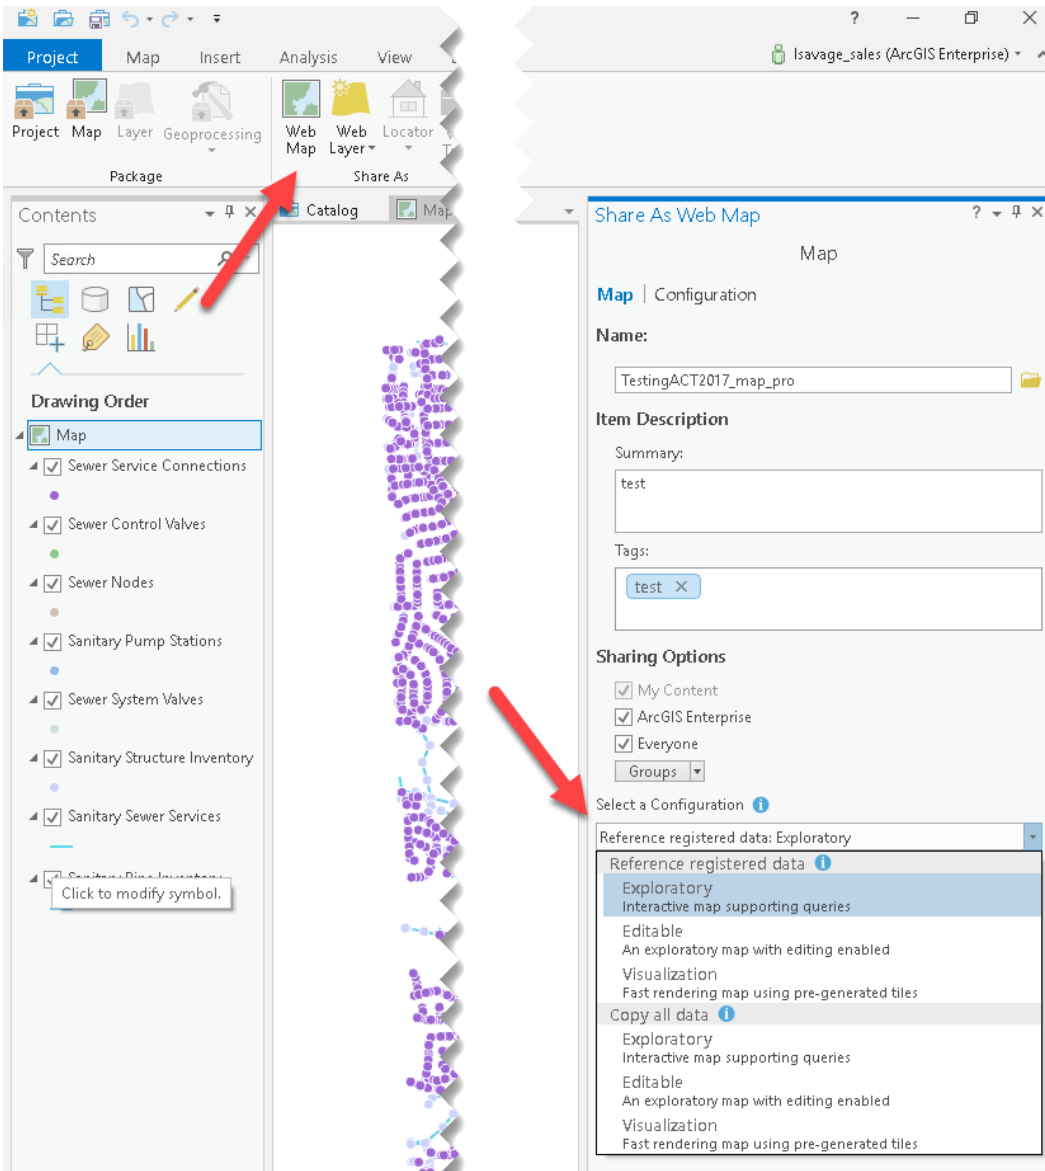 ?
Project Map Insert Analysis View
lsavage_sales (ArcGIS Enterprise)
Project Map Layer Geoprocessing
Web Map
Web Layer
Locator
Package
Share As
Contents
Search
Catalog
Map
Drawing Order
Map
Sewer Service Connections
Sewer Control Valves
Sewer Nodes
Sanitary Pump Stations
Sewer System Valves
Sanitary Structure Inventory
Sanitary Sewer Services
Click to modify symbol.
Share As Web Map
?
Map
Map | Configuration
Name:
TestingACT2017_map_pro
Item Description
Summary:
test
Tags:
test ×
Sharing Options
My Content
ArcGIS Enterprise
Everyone
Groups
Select a Configuration
Reference registered data: Exploratory
Reference registered data
Exploratory
Interactive map supporting queries
Editable
An exploratory map with editing enabled
Visualization
Fast rendering map using pre-generated tiles
Copy all data
Exploratory
Interactive map supporting queries
Editable
An exploratory map with editing enabled
Visualization
Fast rendering map using pre-generated tiles